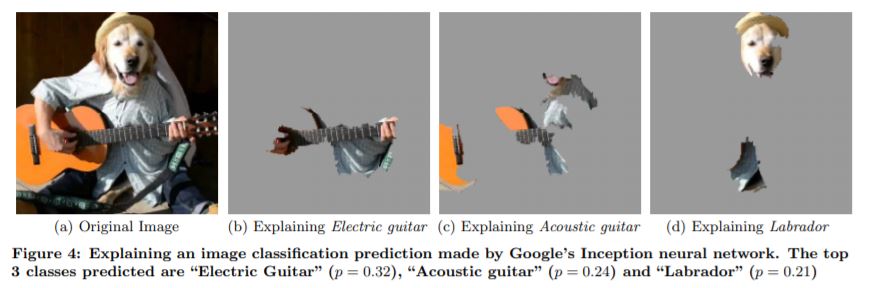 (a) Original Image
(b) Explaining Electric guitar
(c) Explaining Acoustic guitar
(d) Explaining Labrador
Figure 4: Explaining an image classification prediction made by Google's Inception neural network. The top
3 classes predicted are “Electric Guitar” (p = 0.32), “Acoustic guitar” (p = 0.24) and “Labrador” (p = 0.21)